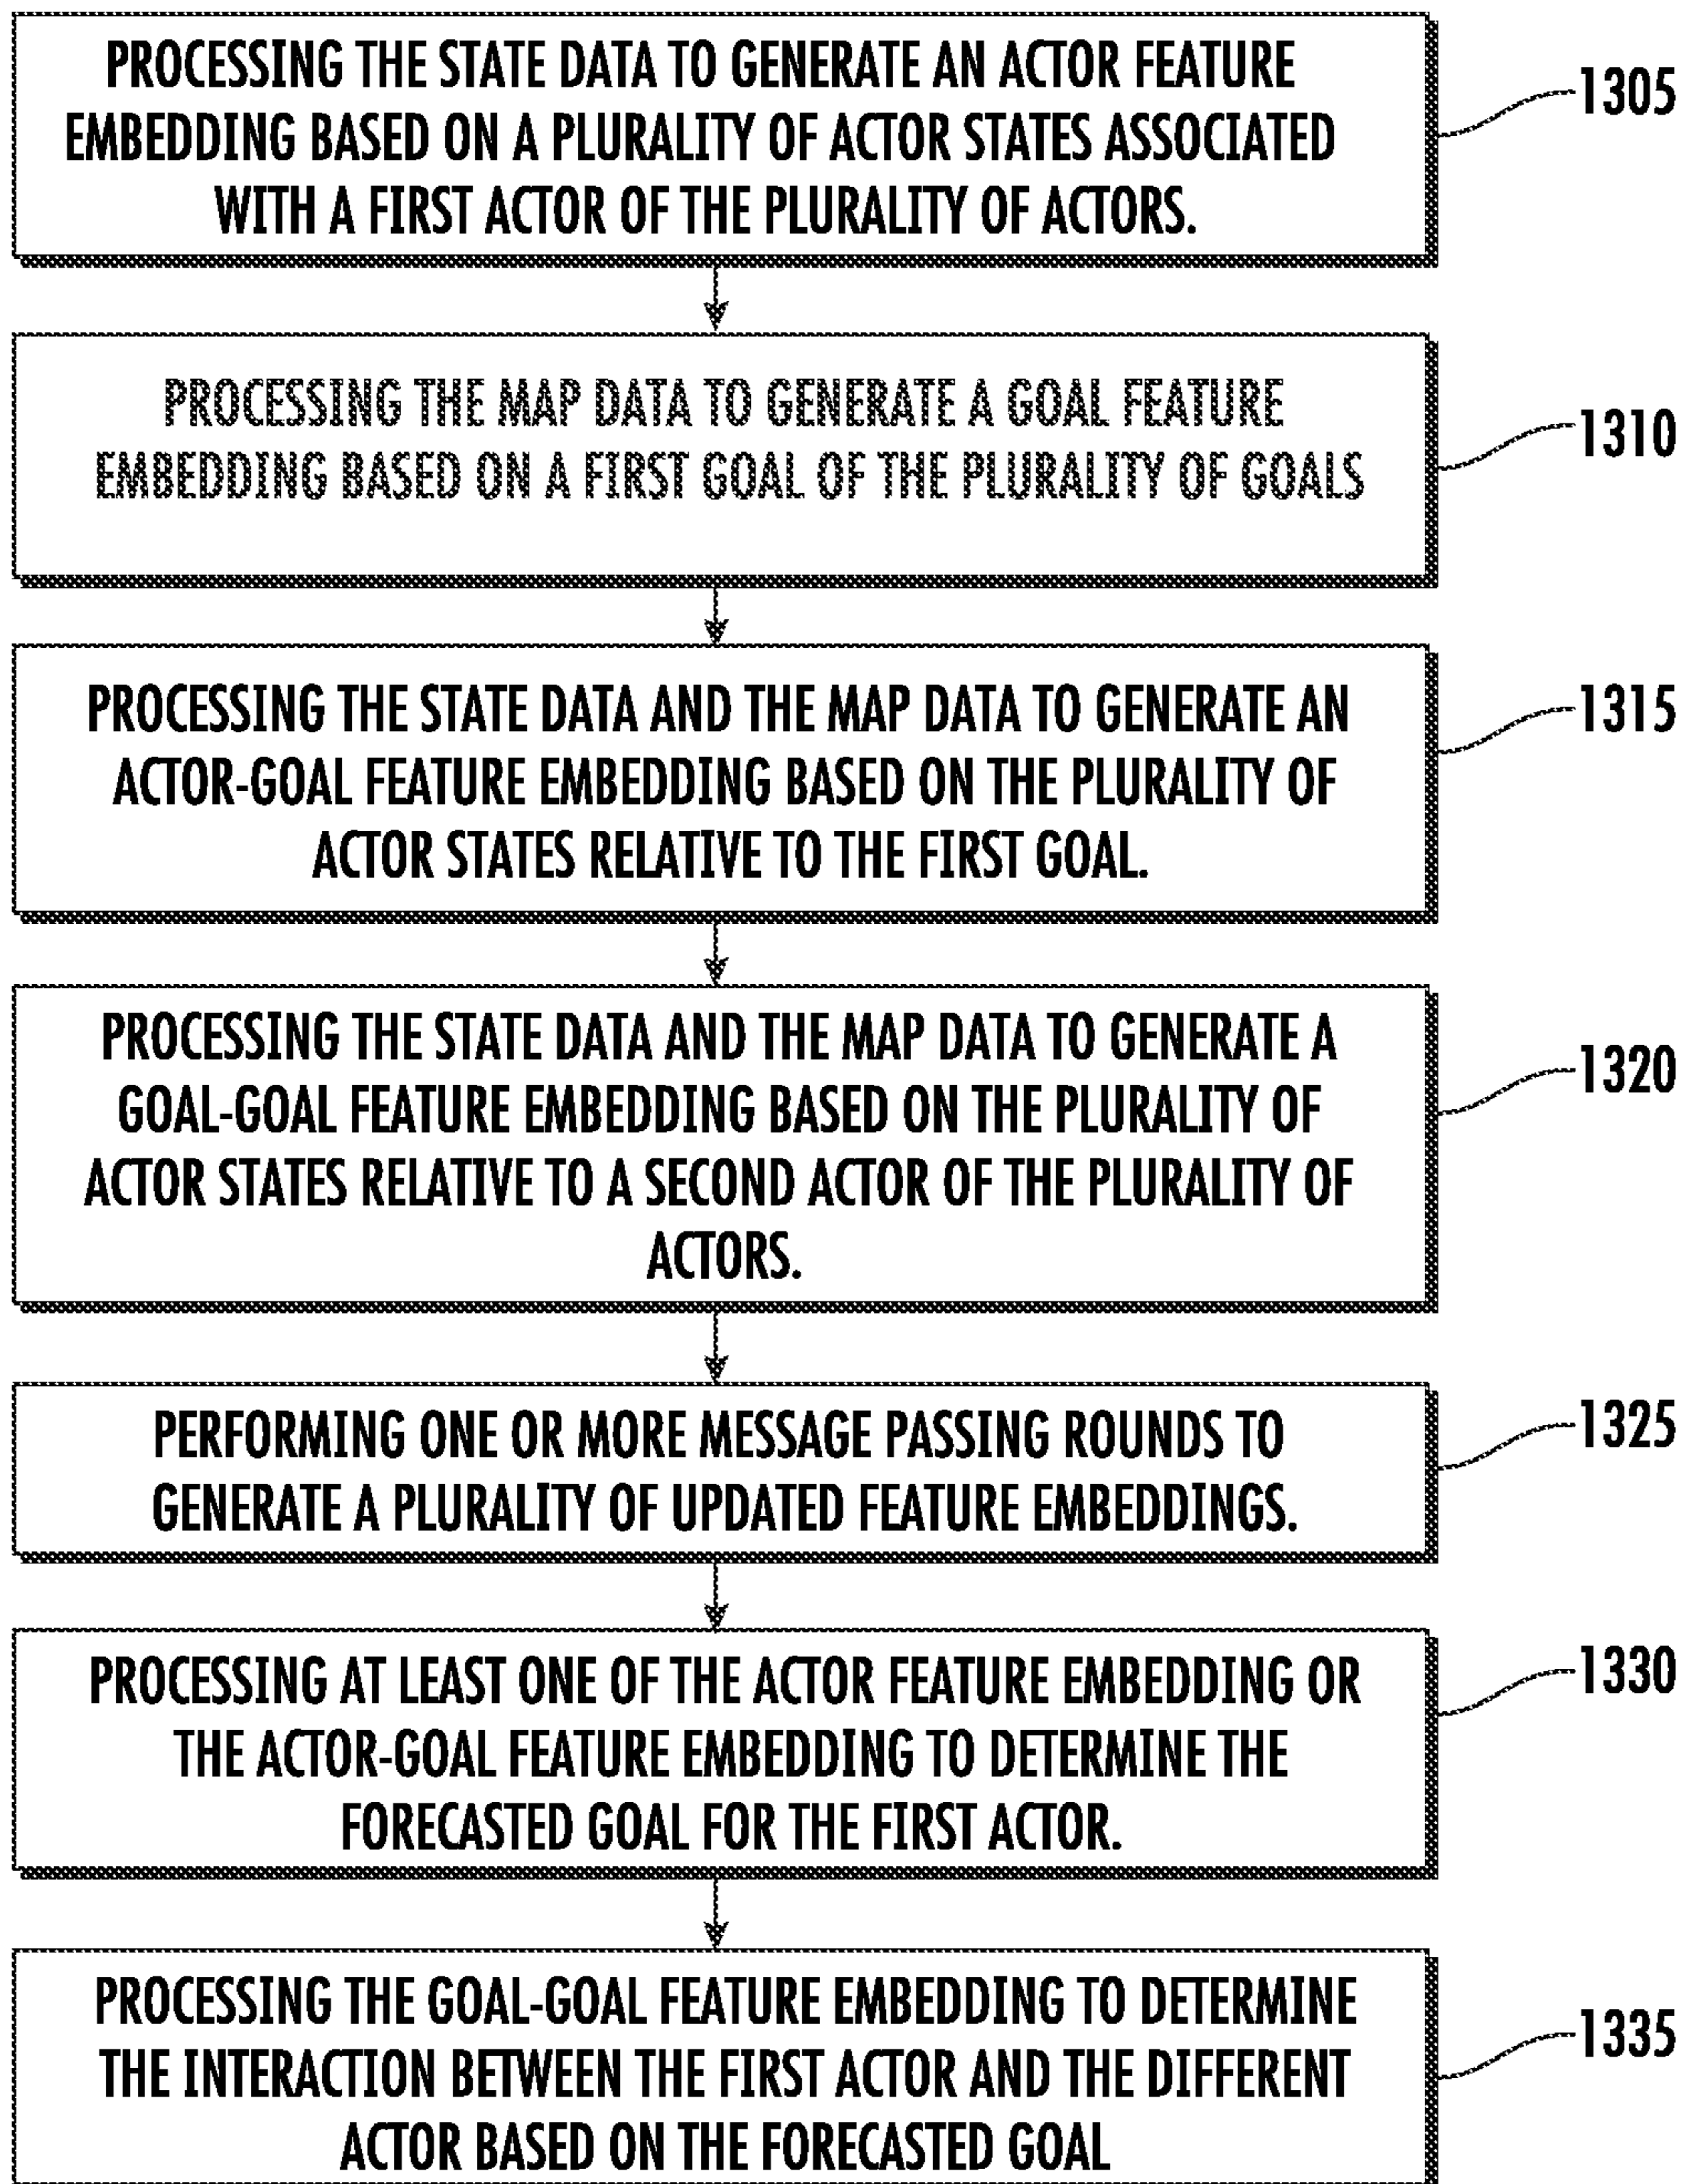 PROCESSING THE STATE DATA TO GENERATE AN ACTOR FEATURE
EMBEDDING BASED ON A PLURALITY OF ACTOR STATES ASSOCIATED
WITH A FIRST ACTOR OF THE PLURALITY OF ACTORS.
1305
PROCESSING THE MAP DATA TO GENERATE A GOAL FEATURE
EMBEDDING BASED ON A FIRST GOAL OF THE PLURALITY OF GOALS
1310
PROCESSING THE STATE DATA AND THE MAP DATA TO GENERATE AN
ACTOR-GOAL FEATURE EMBEDDING BASED ON THE PLURALITY OF
ACTOR STATES RELATIVE TO THE FIRST GOAL.
1315
PROCESSING THE STATE DATA AND THE MAP DATA TO GENERATE A
GOAL-GOAL FEATURE EMBEDDING BASED ON THE PLURALITY OF
ACTOR STATES RELATIVE TO A SECOND ACTOR OF THE PLURALITY OF
ACTORS.
1320
PERFORMING ONE OR MORE MESSAGE PASSING ROUNDS TO
GENERATE A PLURALITY OF UPDATED FEATURE EMBEDDINGS.
1325
PROCESSING AT LEAST ONE OF THE ACTOR FEATURE EMBEDDING OR
THE ACTOR-GOAL FEATURE EMBEDDING TO DETERMINE THE
FORECASTED GOAL FOR THE FIRST ACTOR.
1330
PROCESSING THE GOAL-GOAL FEATURE EMBEDDING TO DETERMINE
THE INTERACTION BETWEEN THE FIRST ACTOR AND THE DIFFERENT
ACTOR BASED ON THE FORECASTED GOAL
1335